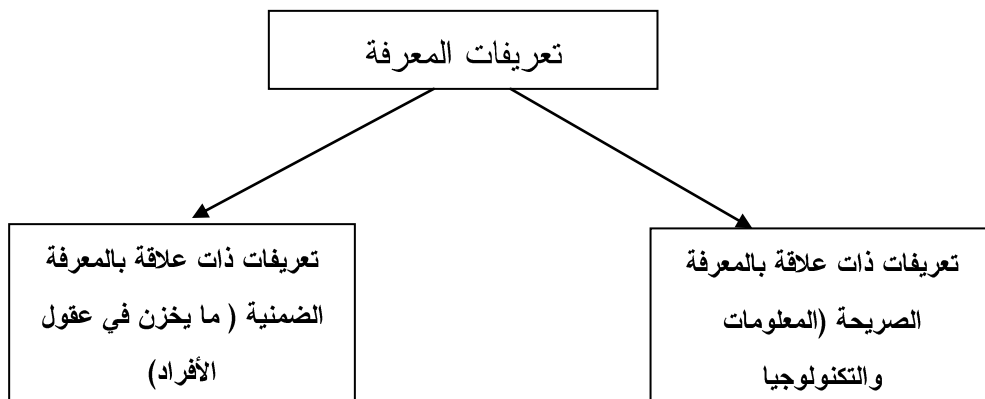 تعريفات المعرفة
تعريفات ذات علاقة بالمعرفة
الصريحة (المعلومات
والتكنولوجيا
تعريفات ذات علاقة بالمعرفة
الضمنية ( ما يخزن في عقول
الأفراد)